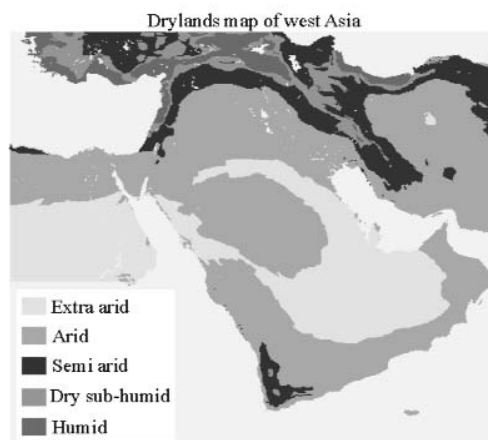 Drylands map of west Asia
Extra arid
Arid
Semi arid
Dry sub-humid
Humid